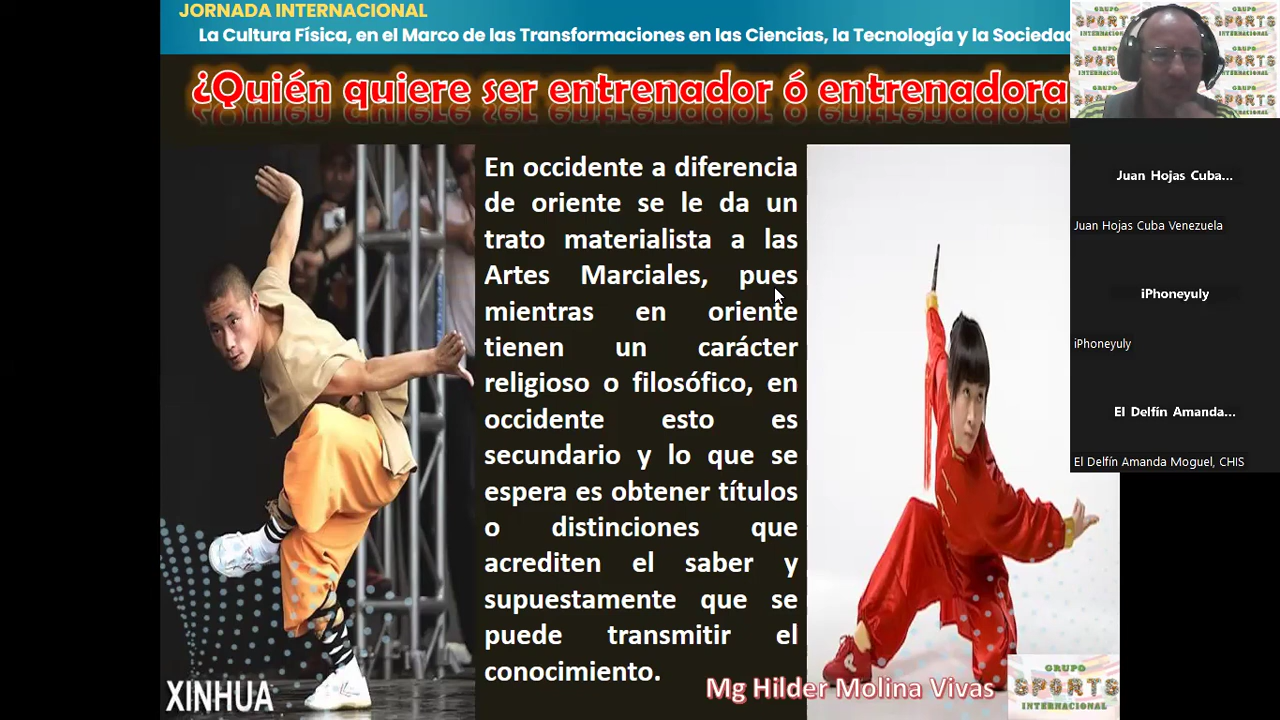 JORNADA INTERNACIONAL
La Cultura Física, en el Marco de las Transformaciones en las Ciencias, la Tecnología y la Sociedad
¿Quién quiere ser entrenador ó entrenadora
En occidente a diferencia
de oriente se le da un
trato materialista a las
Artes Marciales, pues
mientras en oriente
tienen un carácter
religioso o filosófico, en
occidente esto es
secundario y lo que se
espera es obtener títulos
o distinciones que
acrediten el saber y
supuestamente que se
puede transmitir el
conocimiento.
XINHUA
Mg Hilder Molina Vivas
GRUPO
SPORTS
INTERNACIONAL
GRUPO
SPORTS
INTERNACIONAL
Juan Hojas Cuba...
Juan Hojas Cuba Venezuela
iPhoneyuly
iPhoneyuly
El Delfín Amanda...
El Delfín Amanda Moguel, CHIS